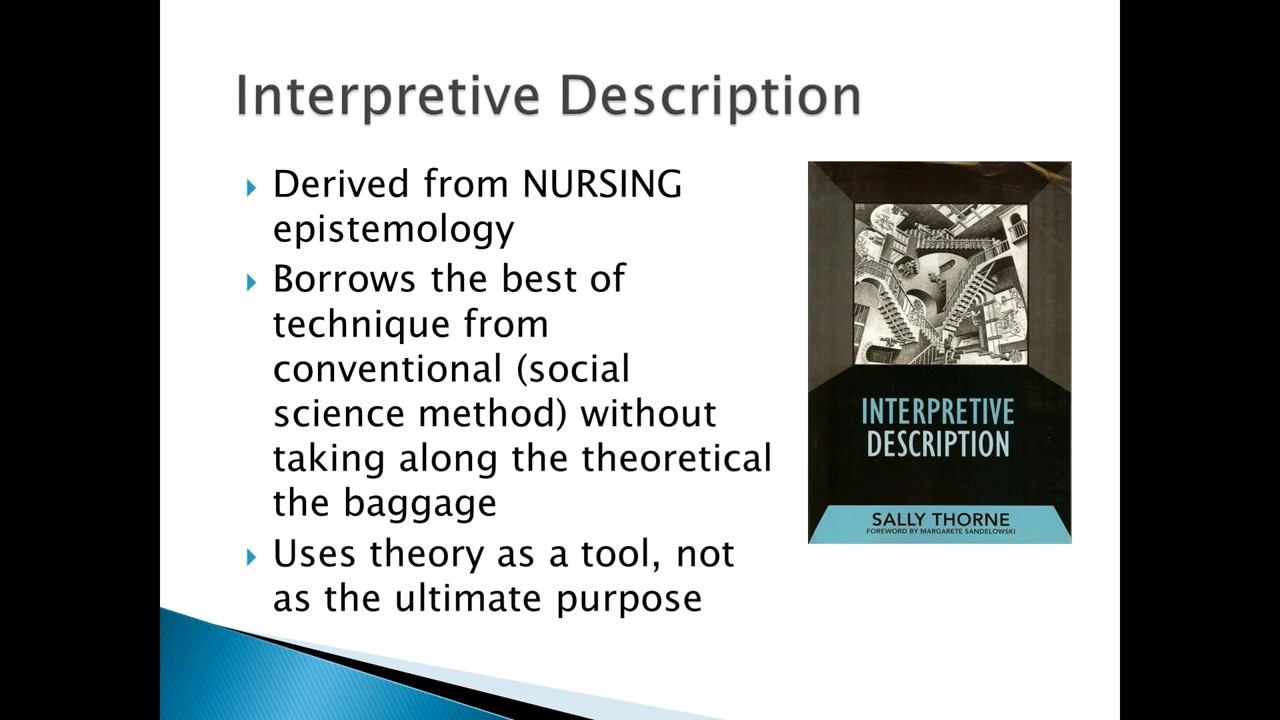 Interpretive Description
Derived from NURSING
epistemology
Borrows the best of
technique from
conventional (social
science method) without
taking along the theoretical
the baggage
Uses theory as a tool, not
as the ultimate purpose
INTERPRETIVE
DESCRIPTION
SALLY THORNE
FOREWORD BY MARGARETE SANDELOWSKI